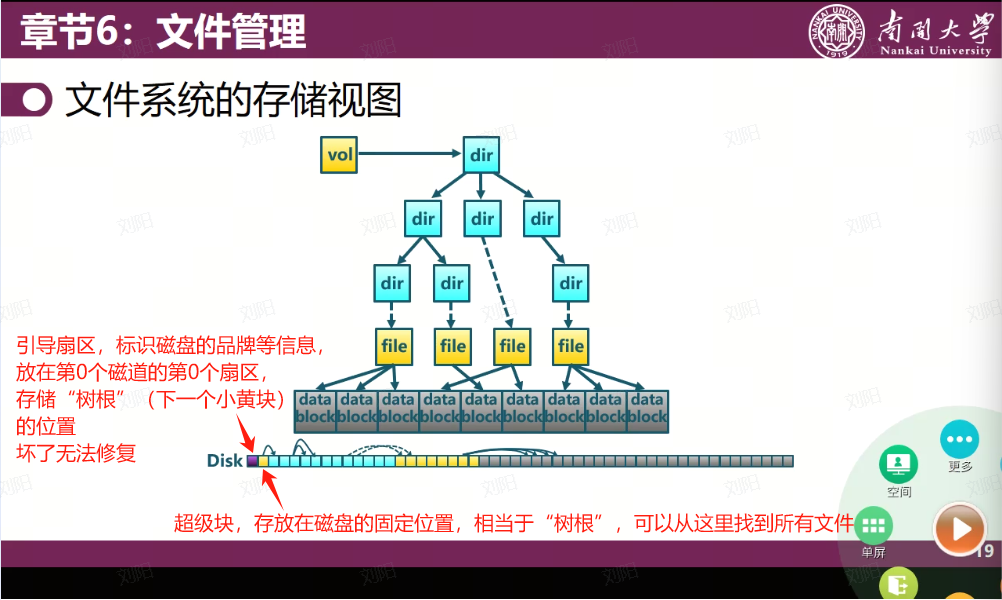 章节6：文件管理
NANKAI UNIVERSITY
1919
南开大学
Nankai University
文件系统的存储视图
vol
dir
dir
dir
dir
dir
dir
dir
file
file
file
file
data block
data block
data block
data block
data block
data block
data block
data block
data block
引导扇区，标识磁盘的品牌等信息，
放在第0个磁道的第0个扇区，
存储“树根”（下一个小黄块）
的位置
坏了无法修复
Disk
超级块，存放在磁盘的固定位置，相当于“树根”，可以从这里找到所有文件
更多
空间
单屏
19
刘阳